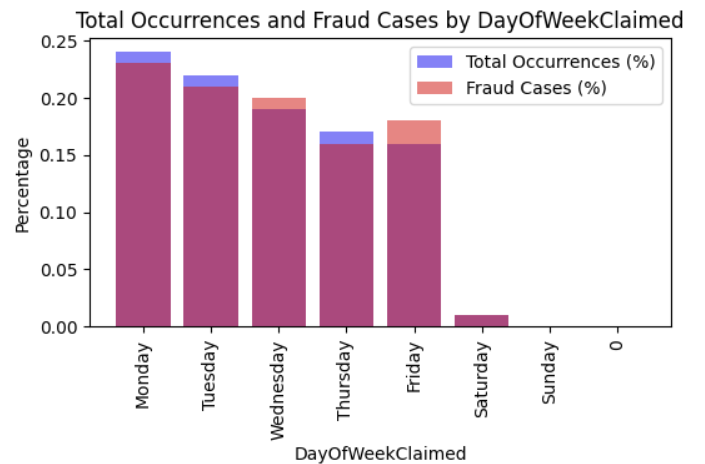 Total Occurrences and Fraud Cases by DayOfWeekClaimed
0.25
0.20
0.15
0.10
0.05
0.00
Percentage
Total Occurrences (%)
Fraud Cases (%)
Monday
Tuesday
Wednesday
Thursday
Friday
Saturday
Sunday
0
DayOfWeekClaimed